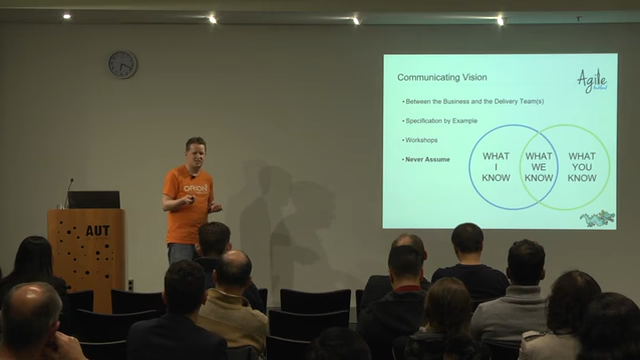 Communicating Vision
Agile
• Between the Business and the Delivery Team(s)
• Specification by Example
• Workshops
• Never Assume
WHAT
I
KNOW
WHAT
WE
KNOW
WHAT
YOU
KNOW
ORION
AUT